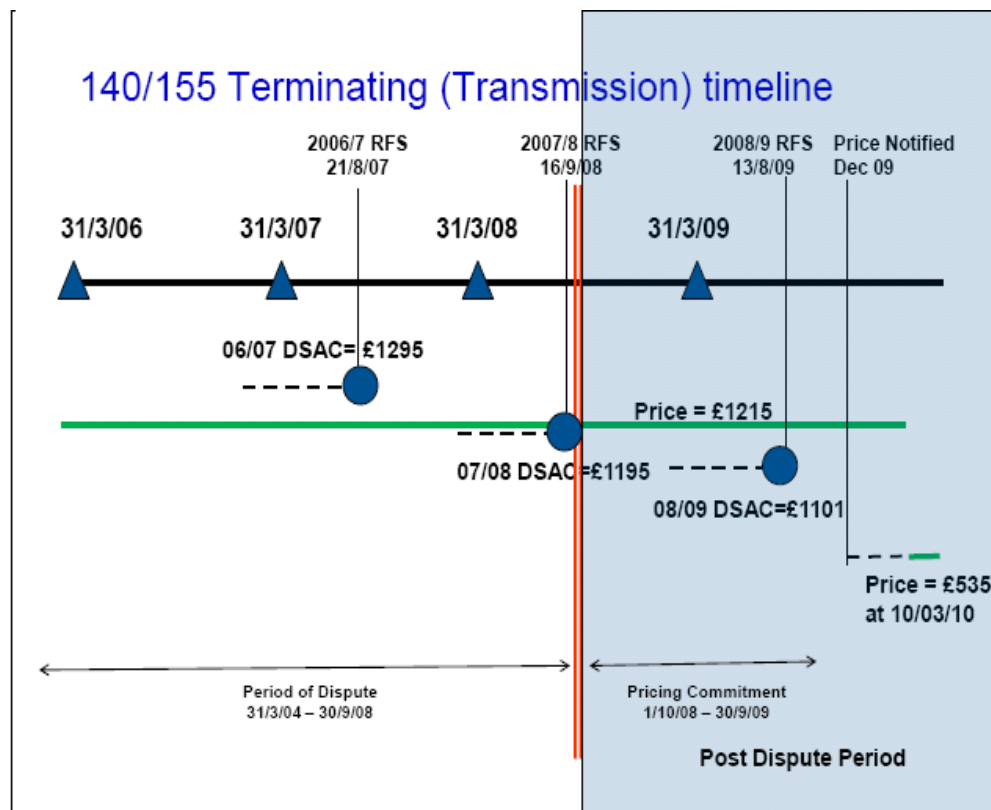 140/155 Terminating (Transmission) timeline
2006/7 RFS
21/8/07
2007/8 RFS
16/9/08
2008/9 RFS
13/8/09
Price Notified
Dec 09
31/3/06
31/3/07
31/3/08
31/3/09
06/07 DSAC= £1295
Price = £1215
07/08 DSAC=£1195
08/09 DSAC=£1101
Price = £535
at 10/03/10
Period of Dispute
31/3/04 – 30/9/08
Pricing Commitment
1/10/08 – 30/9/09
Post Dispute Period